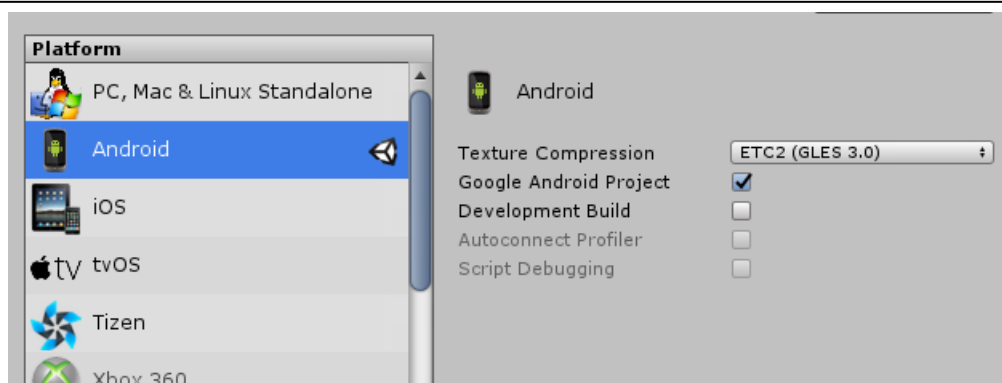 Platform
PC, Mac & Linux Standalone
Android
iOS
tv tvOS
Tizen
Xbox 360
Android
Texture Compression ETC2 (GLES 3.0)
Google Android Project
Development Build
Autoconnect Profiler
Script Debugging